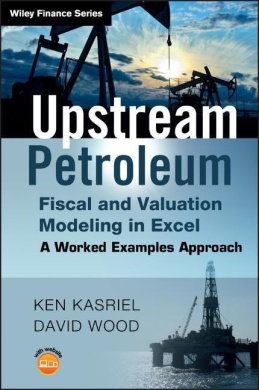 Wiley Finance Series
Upstream
Petroleum
Fiscal and Valuation
Modeling in Excel
A Worked Examples Approach
KEN KASRIEL
DAVID WOOD
with website